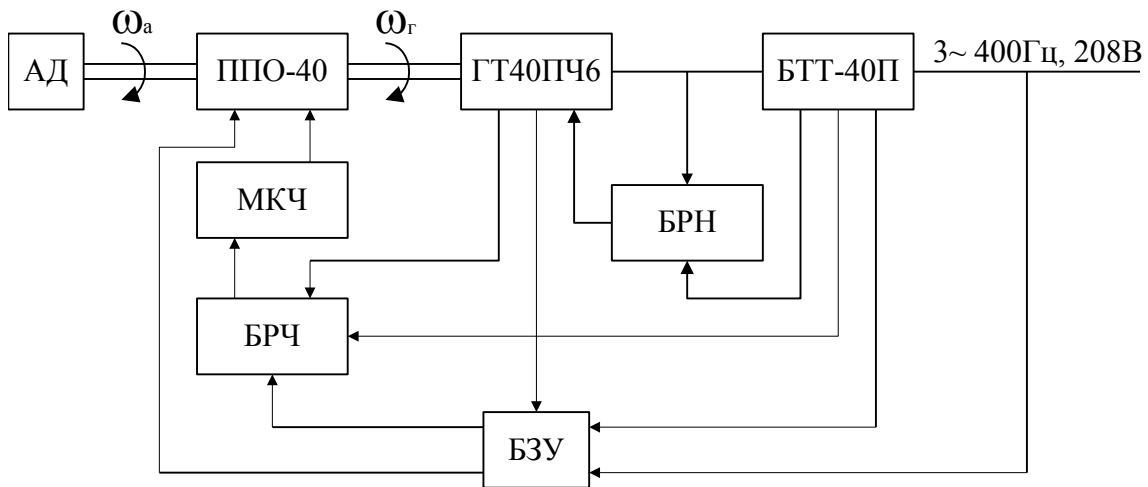 ωа
ωг
3~ 400Гц, 208В
АД
ППО-40
ГТ40ПЧ6
БТТ-40П
МКЧ
БРН
БРЧ
БЗУ